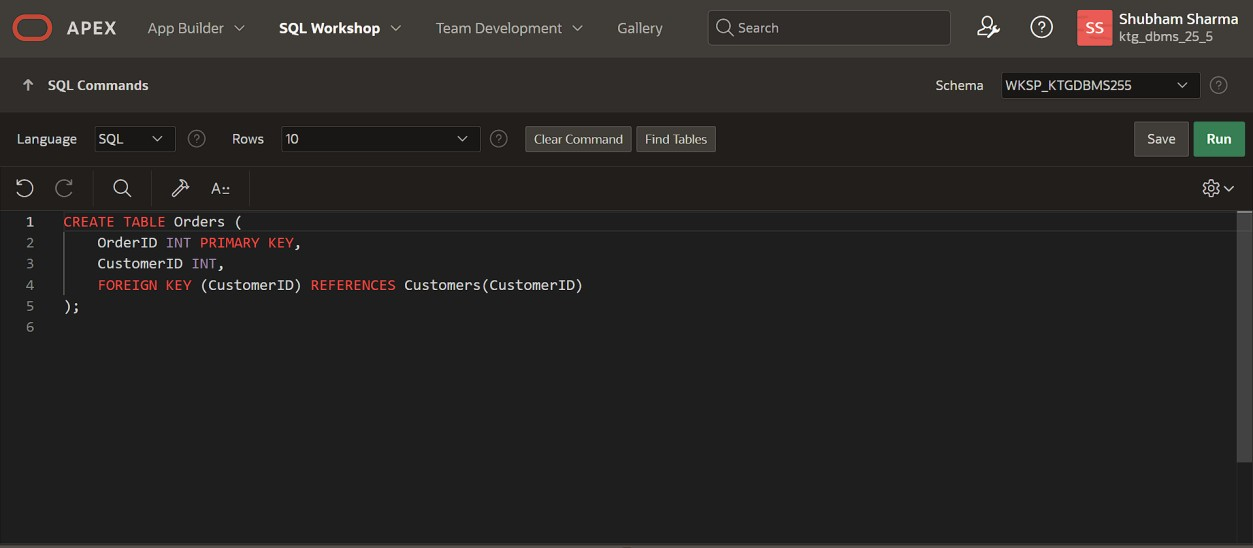 APEX App Builder SQL Workshop Team Development Gallery Search ? SS Shubham Sharma
ktg_dbms_25_5
SQL Commands Schema WKSP_KTGDBMS255 ?
Language SQL ? Rows 10 ? Clear Command Find Tables Save Run
A::
1 CREATE TABLE Orders (
2 OrderID INT PRIMARY KEY,
3 CustomerID INT,
4 FOREIGN KEY (CustomerID) REFERENCES Customers(CustomerID)
5 );
6